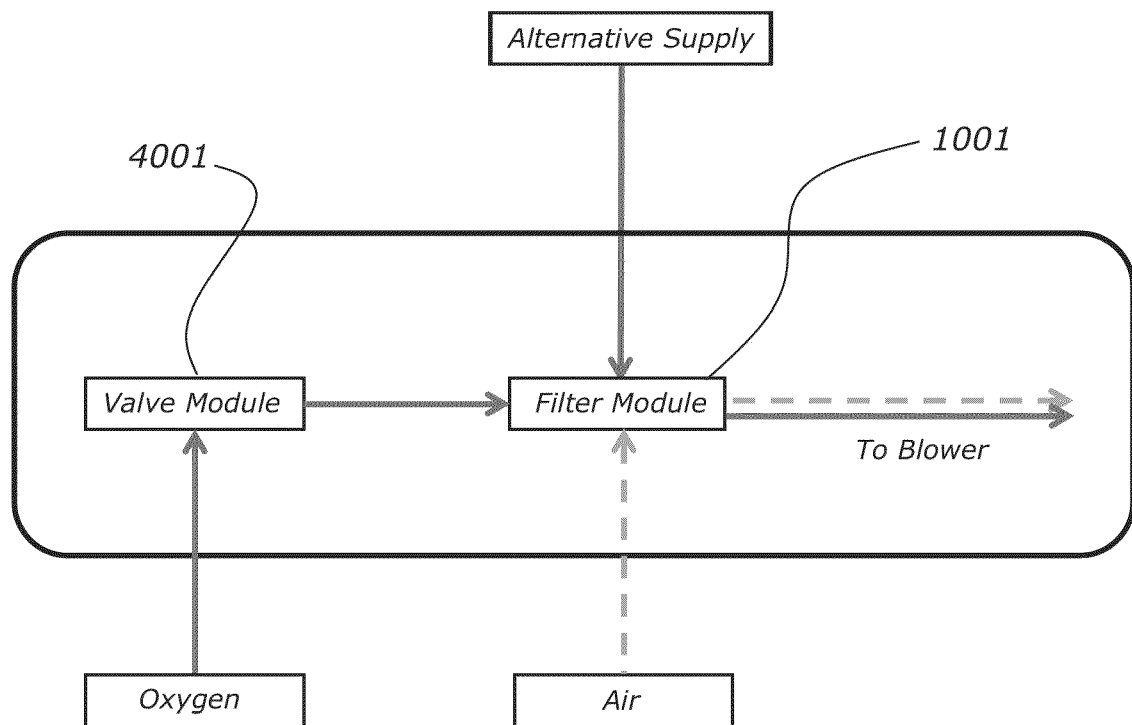 Alternative Supply
4001
1001
Valve Module
Filter Module
To Blower
Oxygen
Air